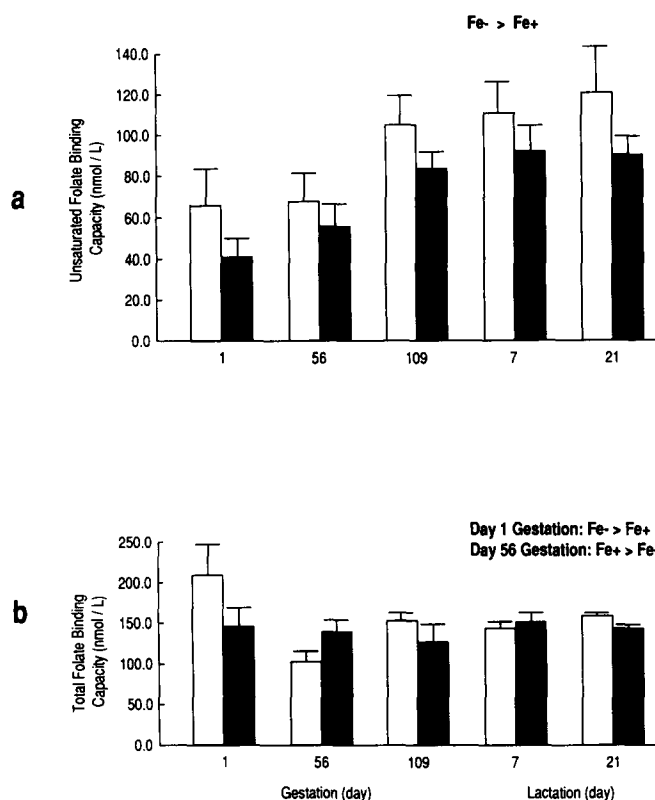 Fe- > Fe+
a
Unsaturated Folate Binding
Capacity (nmol / L)
140.0
120.0
100.0
80.0
60.0
40.0
20.0
0.0
1 56 109 7 21
Day 1 Gestation: Fe- > Fe+
Day 56 Gestation: Fe+ > Fe
b
Total Folate Binding
Capacity (nmol / L)
250.0
200.0
150.0
100.0
50.0
0.0
1 56 109 7 21
Gestation (day) Lactation (day)